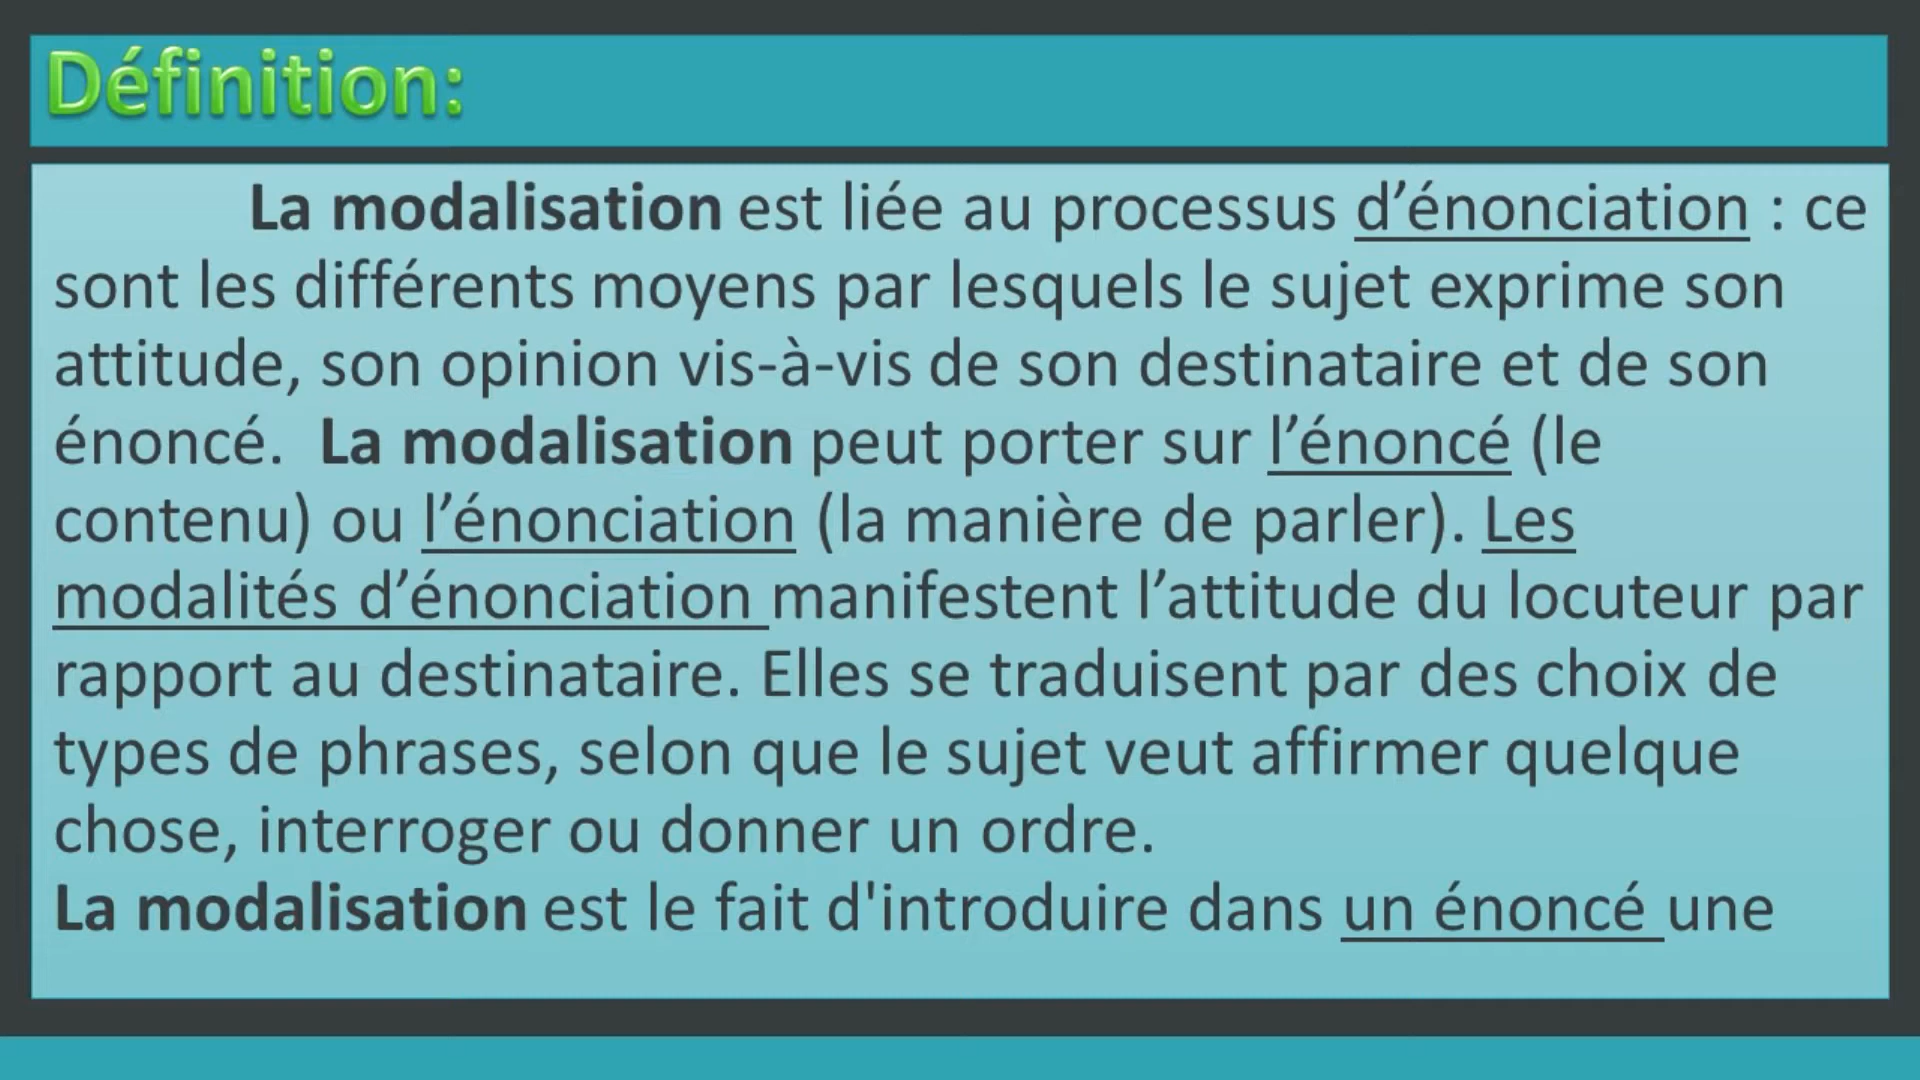 Définition:
La modalisation est liée au processus d’énonciation : ce
sont les différents moyens par lesquels le sujet exprime son
attitude, son opinion vis-à-vis de son destinataire et de son
énoncé.  La modalisation peut porter sur l’énoncé (le
contenu) ou l’énonciation (la manière de parler). Les
modalités d’énonciation manifestent l’attitude du locuteur par
rapport au destinataire. Elles se traduisent par des choix de
types de phrases, selon que le sujet veut affirmer quelque
chose, interroger ou donner un ordre.
La modalisation est le fait d'introduire dans un énoncé une